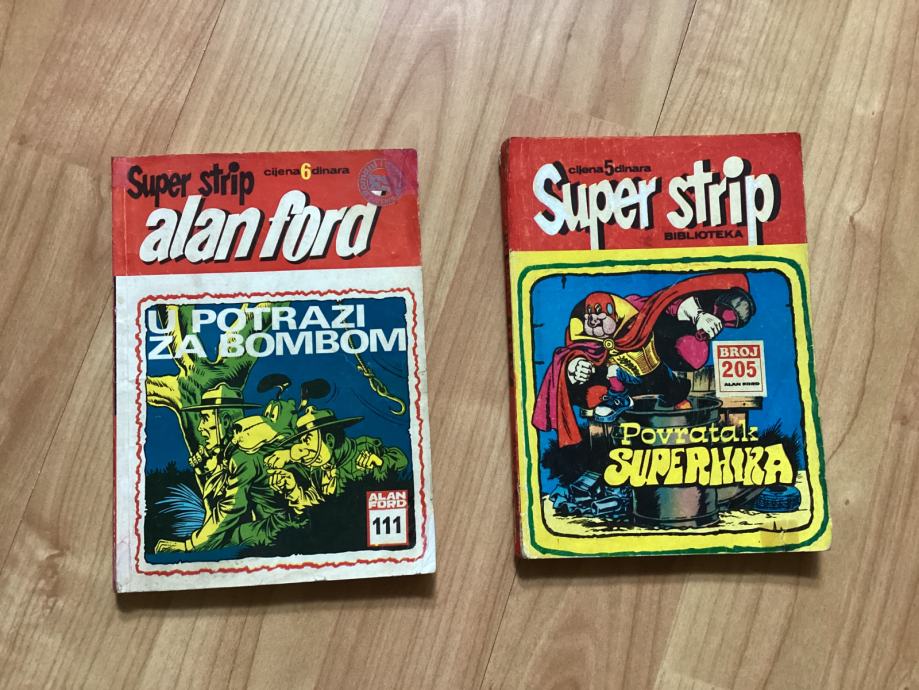 Super strip
cijena 6 dinara
alan ford
U POTRAZI
ZA BOMBOM
ALAN
FORD
111
cijena 5 dinara
Super strip
BIBLIOTEKA
BROJ
205
ALAN FORD
Povratak
SUPERHIKA